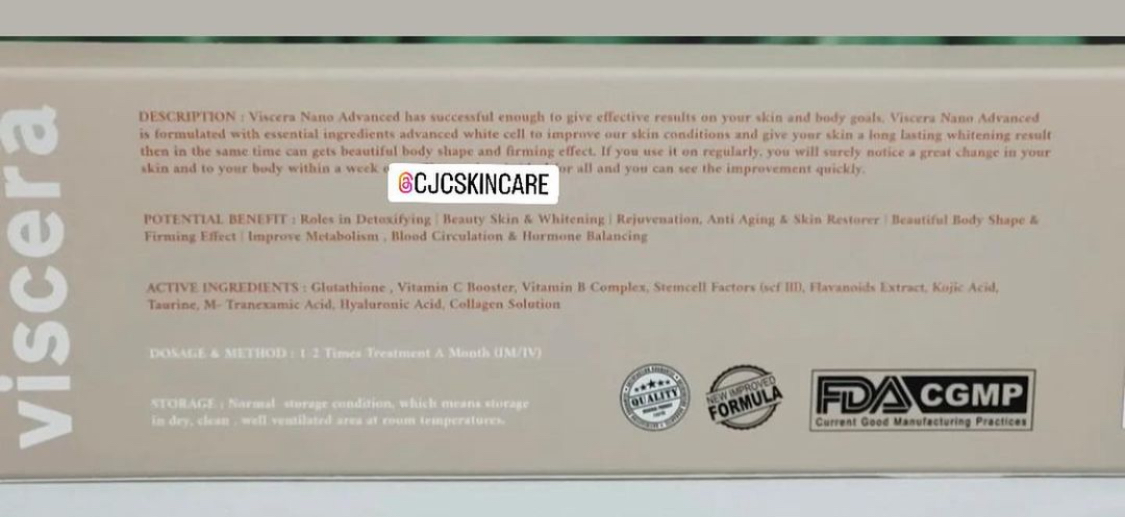 viscera
DESCRIPTION : Viscera Nano Advanced has successful enough to give effective results on your skin and body goals. Viscera Nano Advanced
is formulated with essential ingredients advanced white cell to improve our skin conditions and give your skin a long lasting whitening result
then in the same time can gets beautiful body shape and firming effect. If you use it on regularly, you will surely notice a great change in your
skin and to your body within a week or all and you can see the improvement quickly.
@CJCSKINCARE
POTENTIAL BENEFIT : Roles in Detoxifying | Beauty Skin & Whitening | Rejuvenation, Anti Aging & Skin Restorer | Beautiful Body Shape &
Firming Effect | Improve Metabolism , Blood Circulation & Hormone Balancing
ACTIVE INGREDIENTS : Glutathione , Vitamin C Booster, Vitamin B Complex, Stemcell Factors (scf III), Flavanoids Extract, Kojic Acid,
Taurine, M- Tranexamic Acid, Hyaluronic Acid, Collagen Solution
DOSAGE & METHOD : 1-2 Times Treatment A Month (IM/IV)
STORAGE : Normal storage condition, which means storage
in dry, clean , well ventilated area at room temperatures.
QUALITY
NEW IMPROVED
FORMULA
FDA CGMP
Current Good Manufacturing Practices